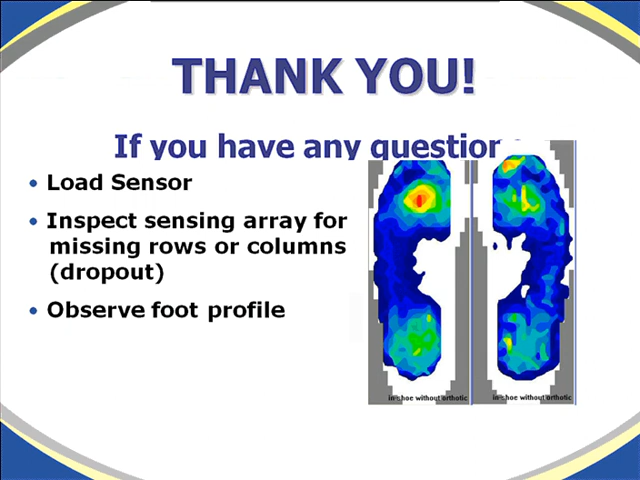 THANK YOU!
If you have any question
• Load Sensor
• Inspect sensing array for
missing rows or columns
(dropout)
• Observe foot profile
in-shoe without orthotic
in-shoe without orthotic